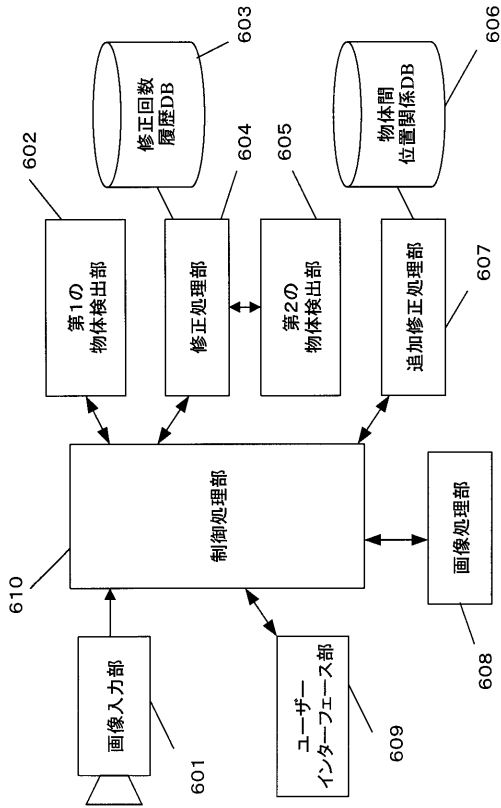 610
制御処理部
画像入力部
601
ユーザー
インターフェース部
609
画像処理部
608
602
第1の
物体検出部
603
修正回数
履歴DB
604
修正処理部
605
第2の
物体検出部
606
物体間
位置関係DB
追加修正処理部
607